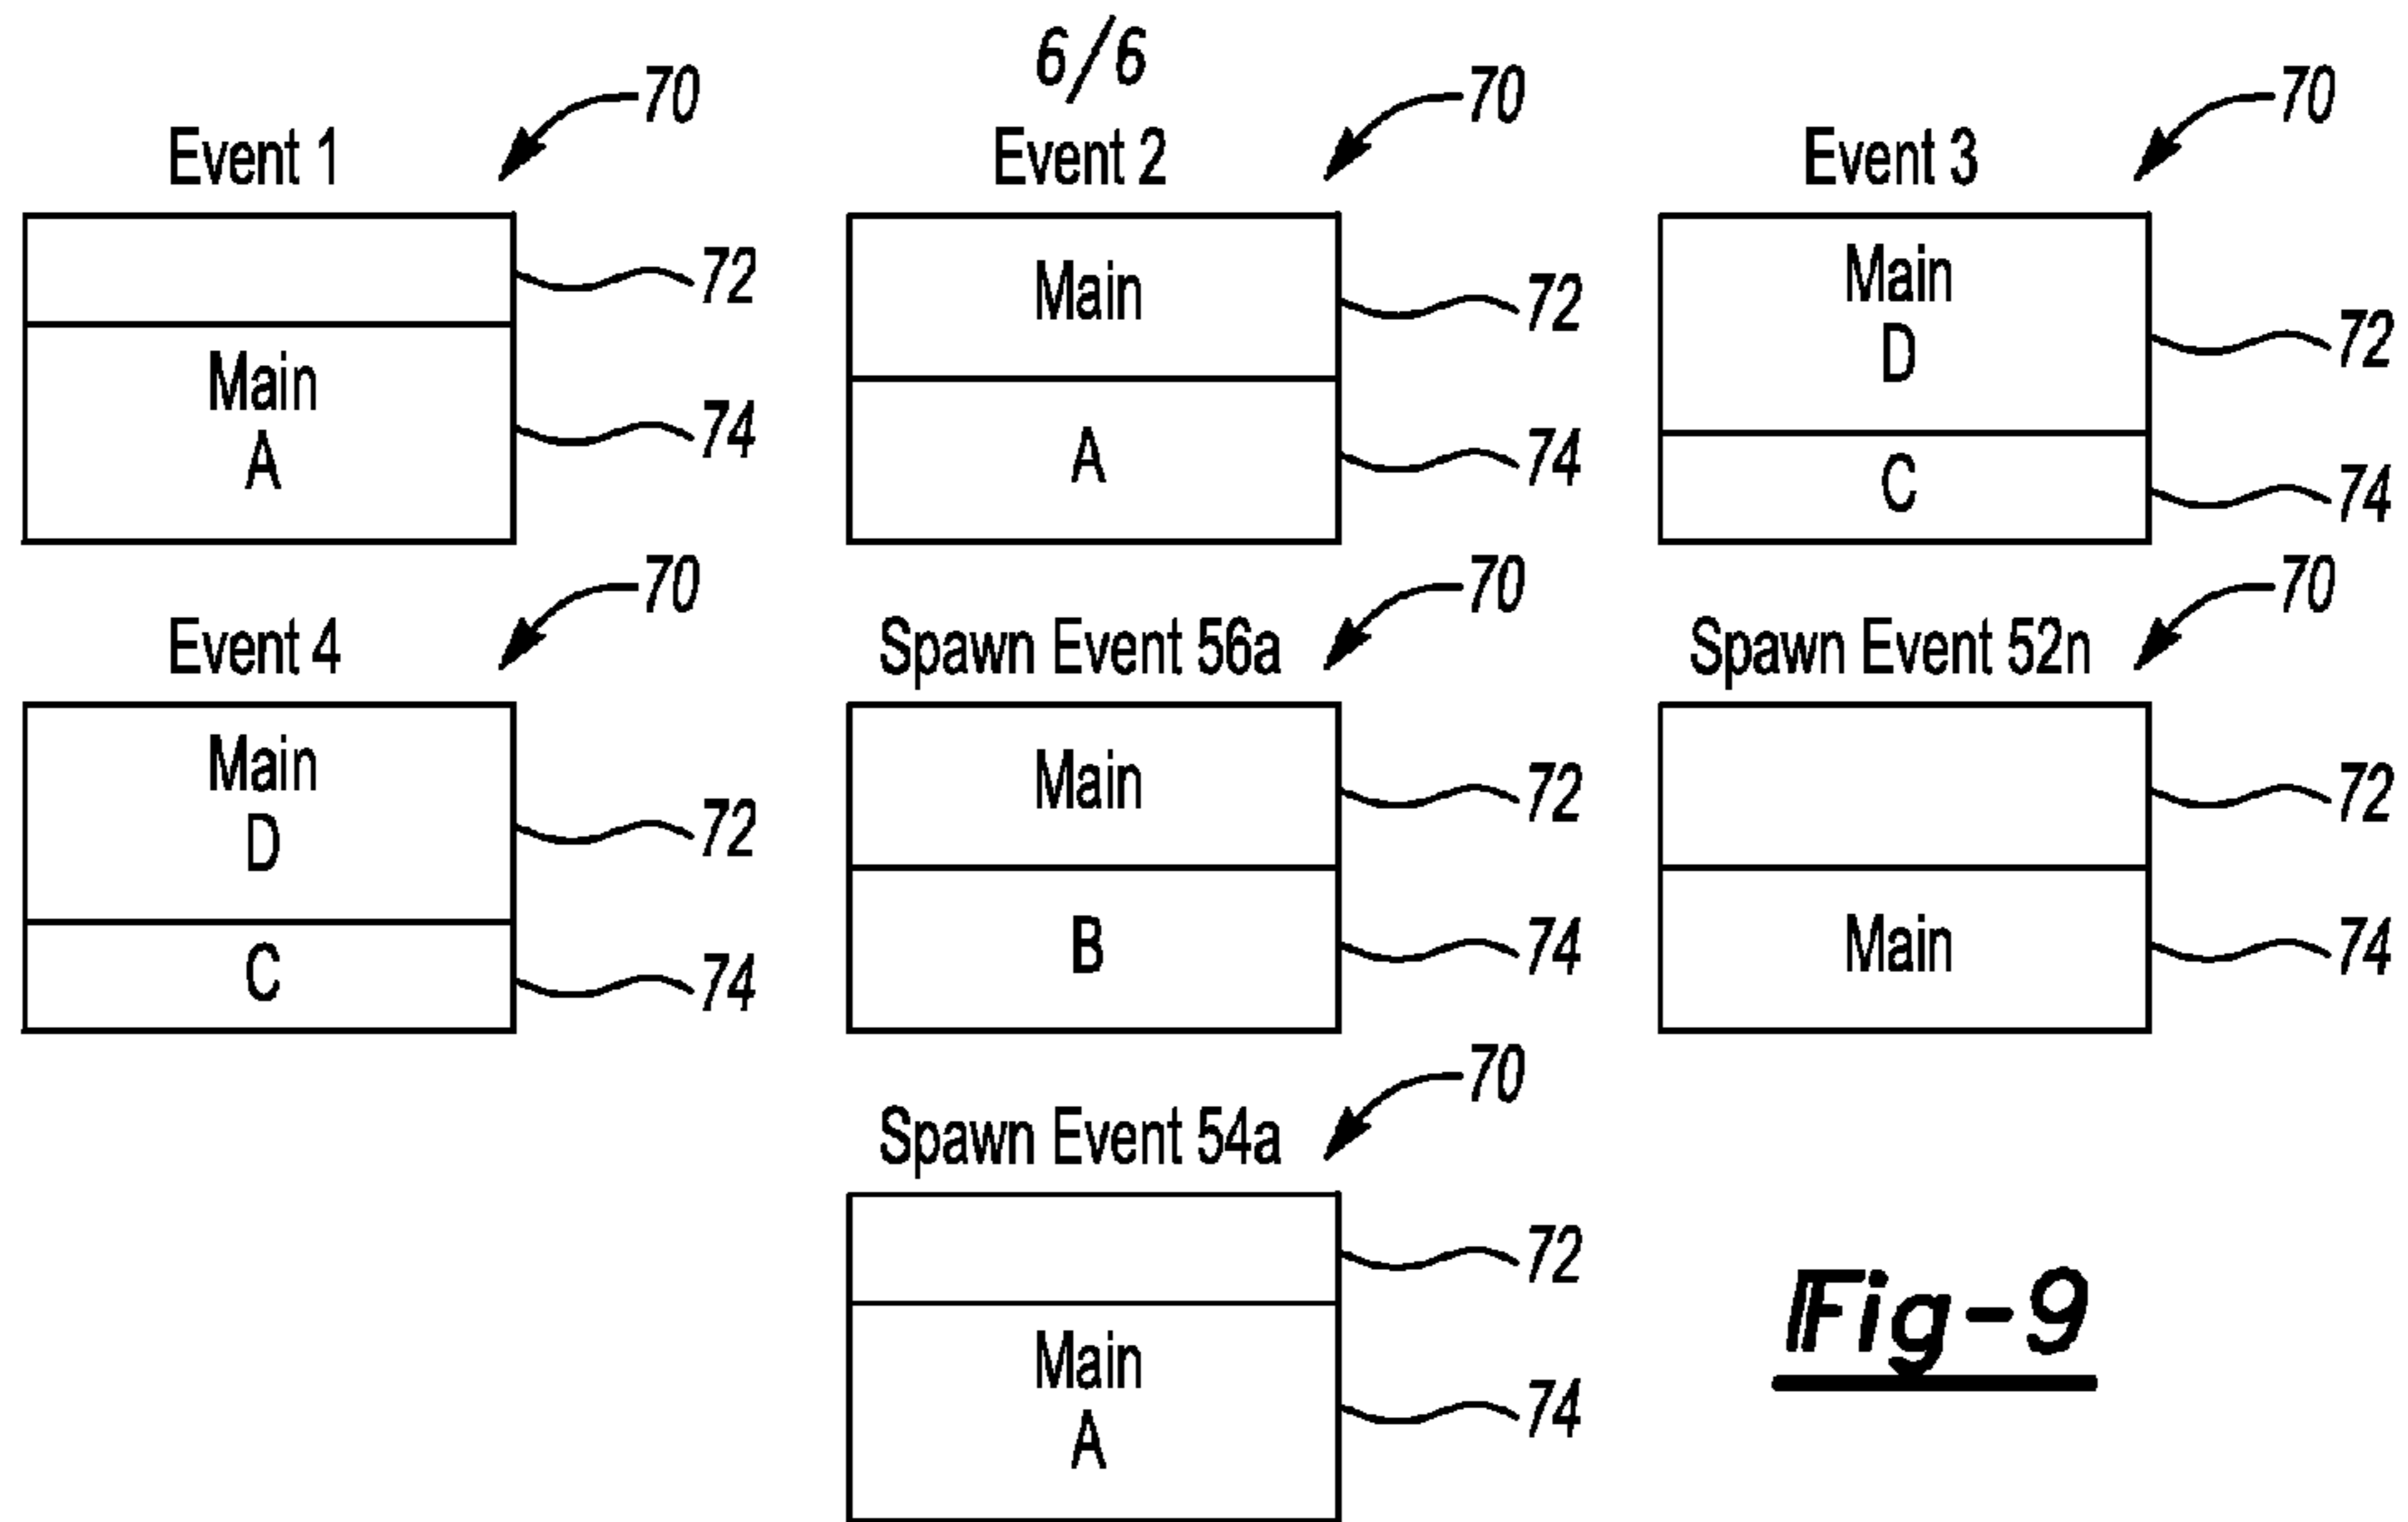 6/6
Event 1
70
Event 2
70
Event 3
70
72
Main
A
74
Main
72
A
74
Main
D
72
C
74
Event 4
70
Spawn Event 56a
70
Spawn Event 52n
70
Main
D
72
C
74
Main
72
B
74
72
Main
74
Spawn Event 54a
70
72
Main
A
74
Fig-9